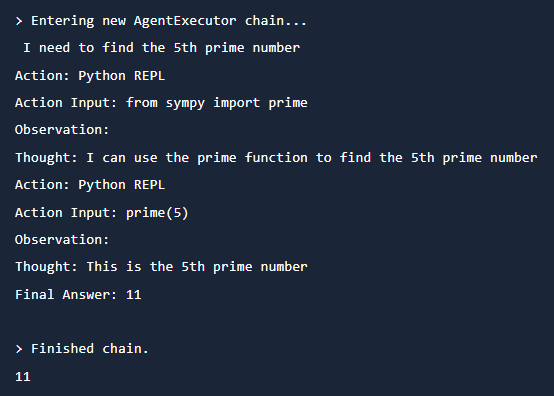 > Entering new AgentExecutor chain...
I need to find the 5th prime number
Action: Python REPL
Action Input: from sympy import prime
Observation:
Thought: I can use the prime function to find the 5th prime number
Action: Python REPL
Action Input: prime(5)
Observation:
Thought: This is the 5th prime number
Final Answer: 11
> Finished chain.
11